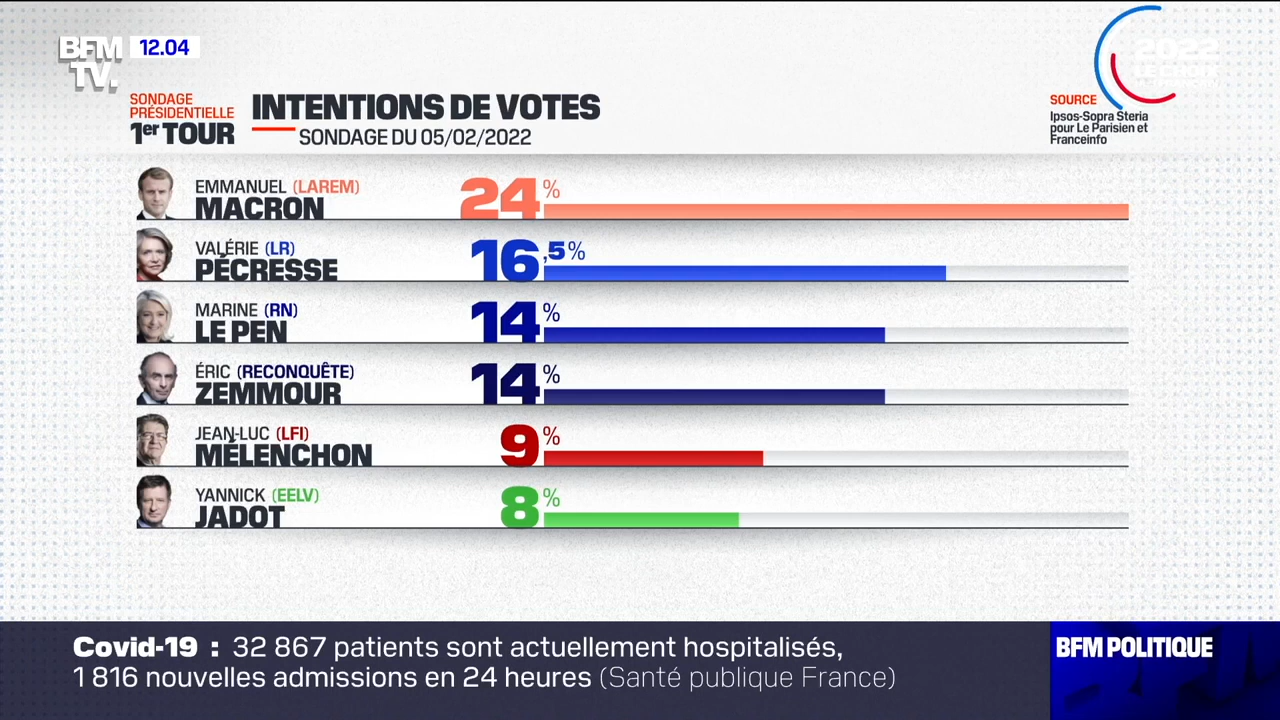 BFM
TV.
12.04
2022
SONDAGE
PRÉSIDENTIELLE
1er TOUR
INTENTIONS DE VOTES
SONDAGE DU 05/02/2022
SOURCE
Ipsos-Sopra Steria
pour Le Parisien et
Franceinfo
EMMANUEL (LAREM)
MACRON
24%
VALÉRIE (LR)
PÉCRESSE
16,5%
MARINE (RN)
LE PEN
14%
ÉRIC (RECONQUÊTE)
ZEMMOUR
14%
JEAN-LUC (LFI)
MÉLENCHON
9%
YANNICK (EELV)
JADOT
8%
Covid-19 : 32 867 patients sont actuellement hospitalisés,
1 816 nouvelles admissions en 24 heures (Santé publique France)
BFM POLITIQUE